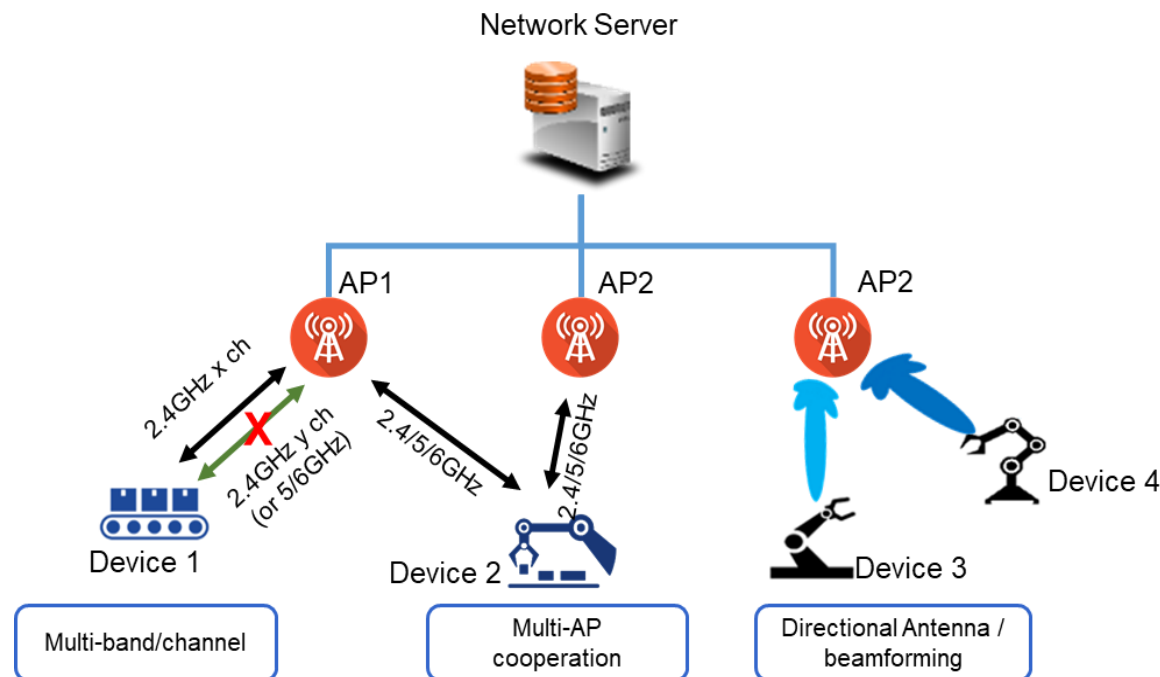 Network Server
AP1
AP2
AP2
2.4GHz x ch
2.4GHz y ch
(or 5/6GHz)
X
2.4/5/6GHz
2.4/5/6GHz
Device 1
Device 2
Device 3
Device 4
Multi-band/channel
Multi-AP
cooperation
Directional Antenna /
beamforming